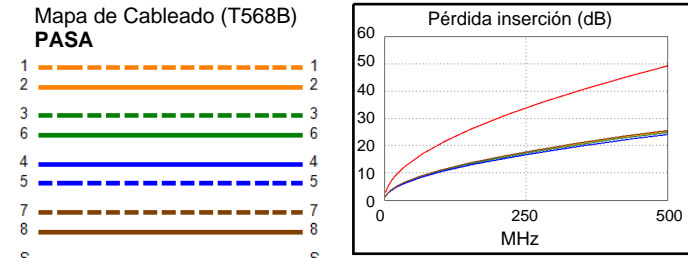 Mapa de Cableado (T568B)
PASA
1 1
2 2
3 3
6 6
4 4
5 5
7 7
8 8
S S
Pérdida inserción (dB)
60
50
40
30
20
10
0
0 250 500
MHz